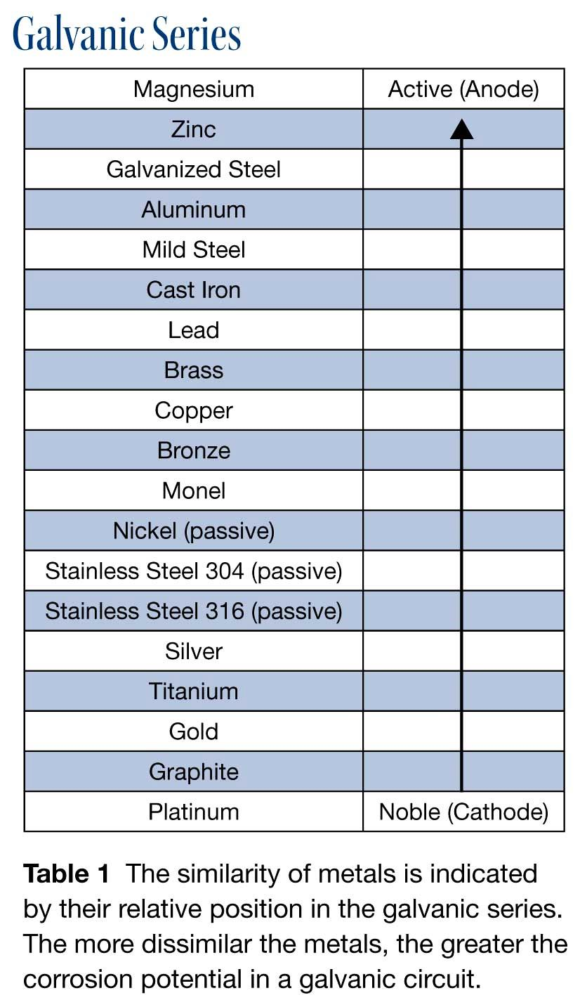 Galvanic Series
Magnesium Active (Anode)
Zinc
Galvanized Steel
Aluminum
Mild Steel
Cast Iron
Lead
Brass
Copper
Bronze
Monel
Nickel (passive)
Stainless Steel 304 (passive)
Stainless Steel 316 (passive)
Silver
Titanium
Gold
Graphite
Platinum Noble (Cathode)
Table 1 The similarity of metals is indicated
by their relative position in the galvanic series.
The more dissimilar the metals, the greater the
corrosion potential in a galvanic circuit.